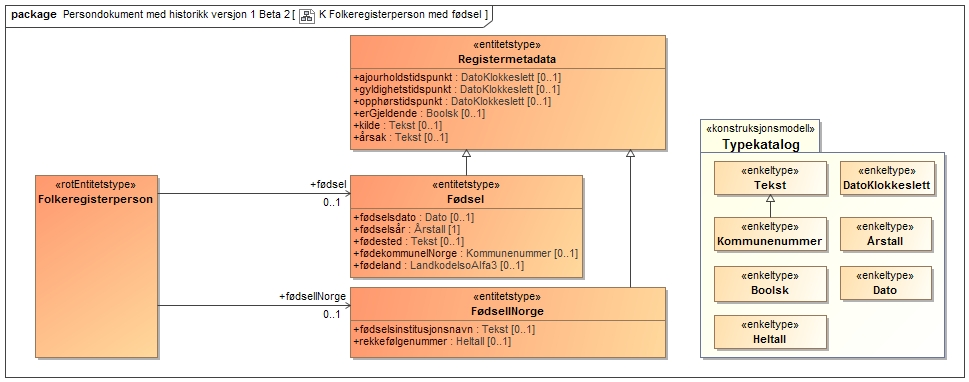 package Persondokument med historikk versjon 1 Beta 2 [ K Folkeregisterperson med fødsel ]
«entitetstype»
Registermetadata
+ajourholdstidspunkt : DatoKlokkeslett [0..1]
+gyldighetstidspunkt : DatoKlokkeslett [0..1]
+opphørstidspunkt : DatoKlokkeslett [0..1]
+erGjeldende : Boolsk [0..1]
+kilde : Tekst [0..1]
+årsak : Tekst [0..1]
«rotEntitetstype»
Folkeregisterperson
+fødsel
0..1
«entitetstype»
Fødsel
+fødselsdato : Dato [0..1]
+fødselsår : Årstall [1]
+fødested : Tekst [0..1]
+fødekommuneINorge : Kommunenummer [0..1]
+fødeland : LandkodeIsoAlfa3 [0..1]
+fødselINorge
0..1
«entitetstype»
FødselINorge
+fødselsinstitusjonsnavn : Tekst [0..1]
+rekkefølgenummer : Heltall [0..1]
«konstruksjonsmodell»
Typekatalog
«enkeltype»
Tekst
«enkeltype»
DatoKlokkeslett
«enkeltype»
Kommunenummer
«enkeltype»
Årstall
«enkeltype»
Boolsk
«enkeltype»
Dato
«enkeltype»
Heltall